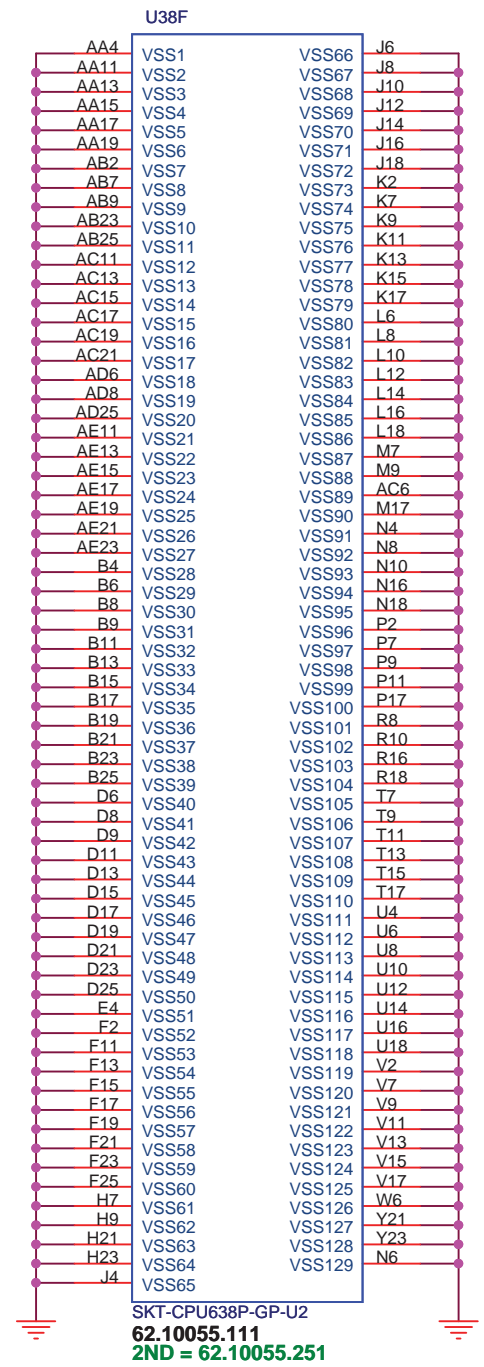 U38F
AA4 VSS1 VSS66 J6
AA11 VSS2 VSS67 J8
AA13 VSS3 VSS68 J10
AA15 VSS4 VSS69 J12
AA17 VSS5 VSS70 J14
AA19 VSS6 VSS71 J16
AB2 VSS7 VSS72 J18
AB7 VSS8 VSS73 K2
AB9 VSS9 VSS74 K7
AB23 VSS10 VSS75 K9
AB25 VSS11 VSS76 K11
AC11 VSS12 VSS77 K13
AC13 VSS13 VSS78 K15
AC15 VSS14 VSS79 K17
AC17 VSS15 VSS80 L6
AC19 VSS16 VSS81 L8
AC21 VSS17 VSS82 L10
AD6 VSS18 VSS83 L12
AD8 VSS19 VSS84 L14
AD25 VSS20 VSS85 L16
AE11 VSS21 VSS86 L18
AE13 VSS22 VSS87 M7
AE15 VSS23 VSS88 M9
AE17 VSS24 VSS89 AC6
AE19 VSS25 VSS90 M17
AE21 VSS26 VSS91 N4
AE23 VSS27 VSS92 N8
B4 VSS28 VSS93 N10
B6 VSS29 VSS94 N16
B8 VSS30 VSS95 N18
B9 VSS31 VSS96 P2
B11 VSS32 VSS97 P7
B13 VSS33 VSS98 P9
B15 VSS34 VSS99 P11
B17 VSS35 VSS100 P17
B19 VSS36 VSS101 R8
B21 VSS37 VSS102 R10
B23 VSS38 VSS103 R16
B25 VSS39 VSS104 R18
D6 VSS40 VSS105 T7
D8 VSS41 VSS106 T9
D9 VSS42 VSS107 T11
D11 VSS43 VSS108 T13
D13 VSS44 VSS109 T15
D15 VSS45 VSS110 T17
D17 VSS46 VSS111 U4
D19 VSS47 VSS112 U6
D21 VSS48 VSS113 U8
D23 VSS49 VSS114 U10
D25 VSS50 VSS115 U12
E4 VSS51 VSS116 U14
F2 VSS52 VSS117 U16
F11 VSS53 VSS118 U18
F13 VSS54 VSS119 V2
F15 VSS55 VSS120 V7
F17 VSS56 VSS121 V9
F19 VSS57 VSS122 V11
F21 VSS58 VSS123 V13
F23 VSS59 VSS124 V15
F25 VSS60 VSS125 V17
H7 VSS61 VSS126 W6
H9 VSS62 VSS127 Y21
H21 VSS63 VSS128 Y23
H23 VSS64 VSS129 N6
J4 VSS65
SKT-CPU638P-GP-U2
62.10055.111
2ND = 62.10055.251